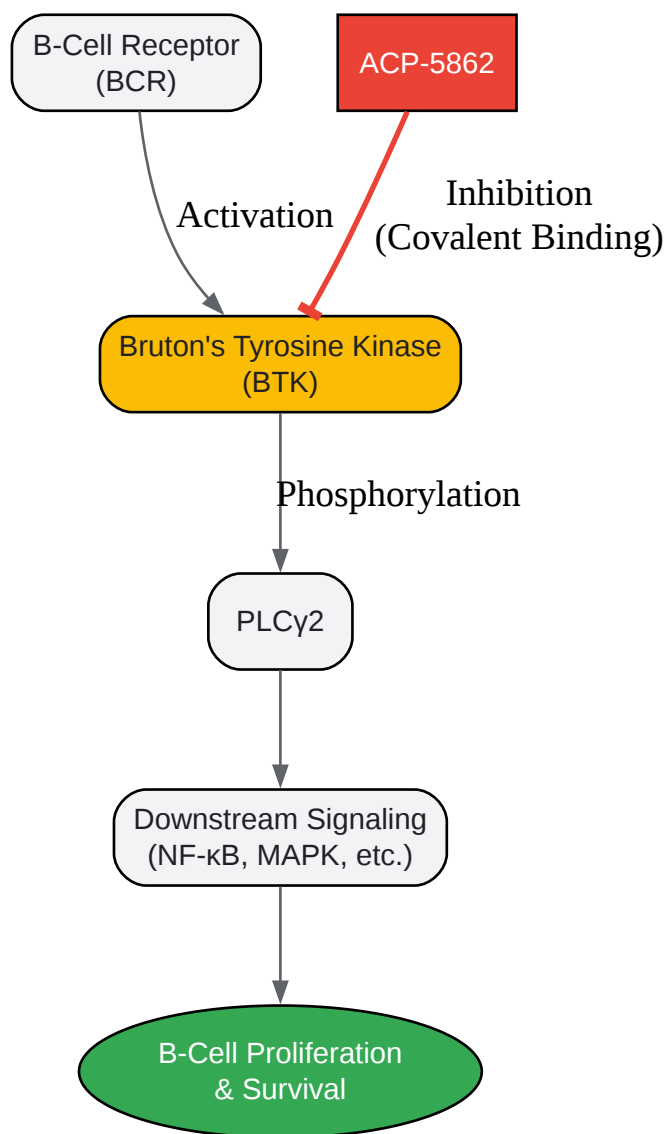 B-Cell Receptor
(BCR)
ACP-5862
Activation
Inhibition
(Covalent Binding)
Bruton's Tyrosine Kinase
(BTK)
Phosphorylation
PLCγ2
Downstream Signaling
(NF-κB, MAPK, etc.)
B-Cell Proliferation
& Survival